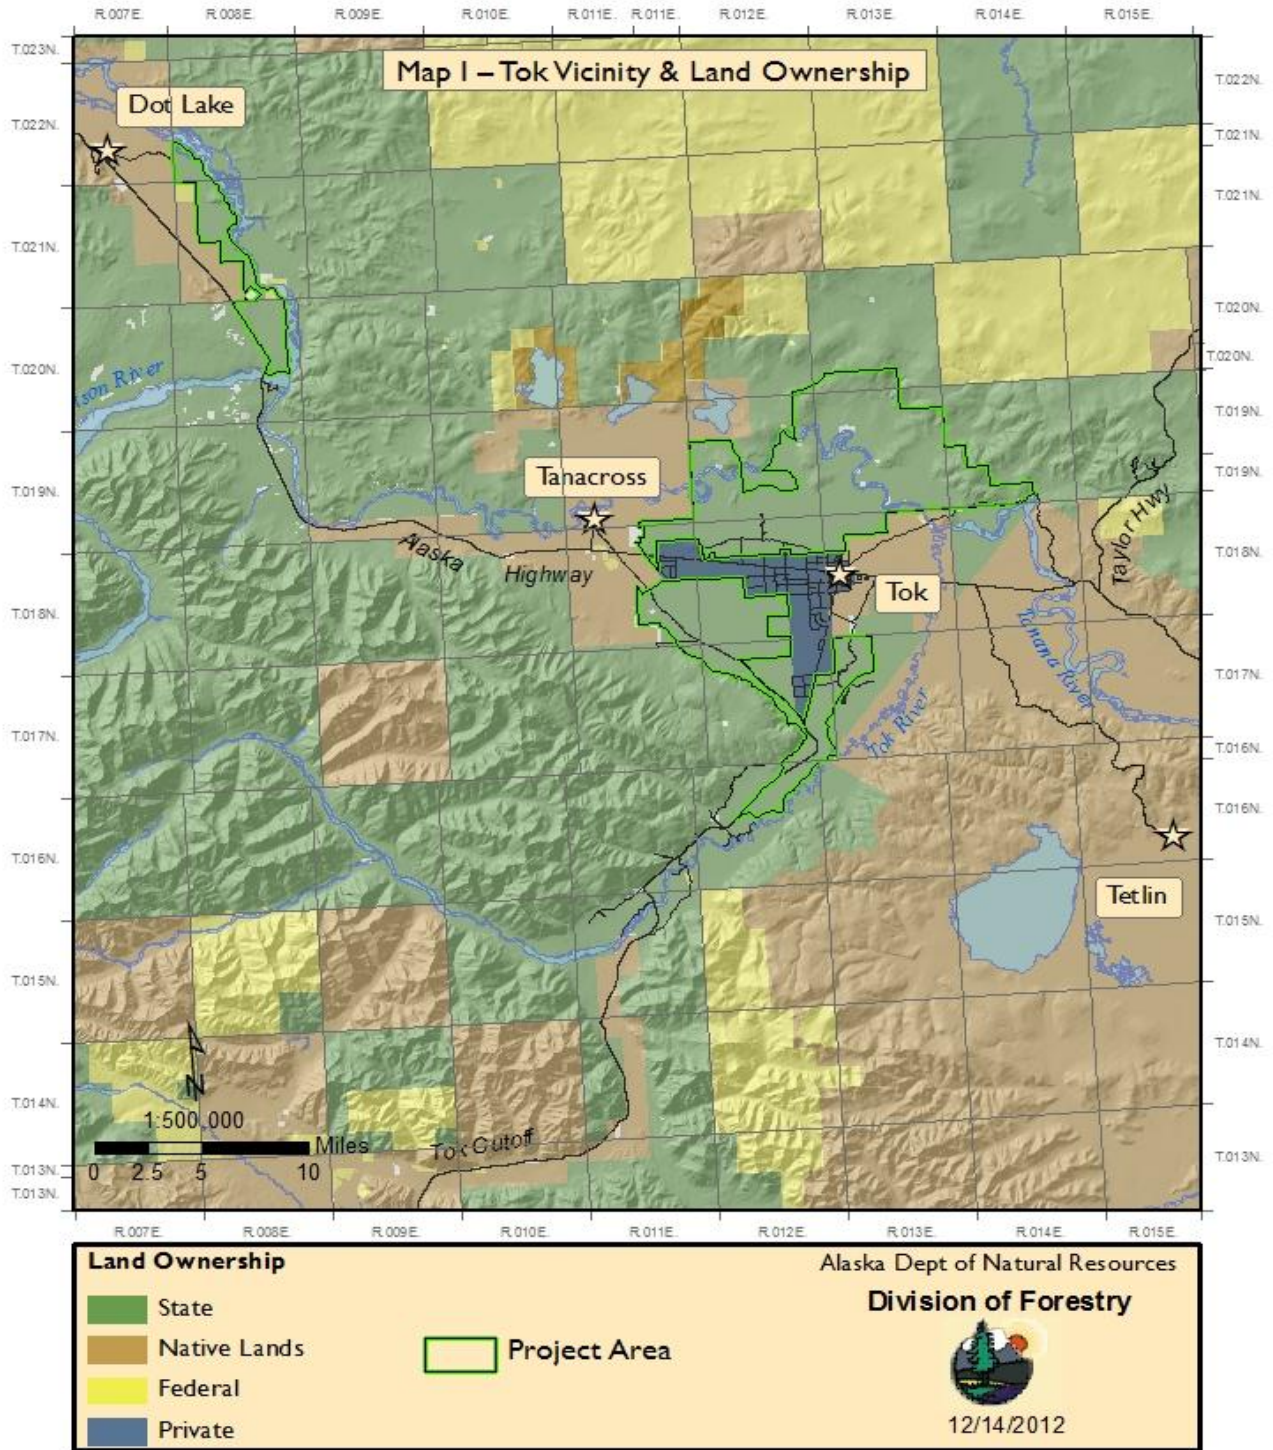 R.007E. R.008E. R.009E. R.010E. R.011E. R.011E. R.012E. R.013E. R.014E. R.015E.
Map 1 – Tok Vicinity & Land Ownership
T.023N.
T.022N.
T.021N.
T.020N.
T.019N.
T.018N.
T.017N.
T.016N.
T.015N.
T.014N.
T.013N.
T.013N.
T.022N.
T.021N.
T.021N.
T.020N.
T.020N.
T.019N.
T.019N.
T.018N.
T.017N.
T.016N.
T.016N.
T.015N.
T.014N.
T.013N.
Dot Lake
son River
Tanacross
Alaska
Highway
Tok
Taylor Hwy
Tanana River
Tok River
Tetlin
Tok Cutoff
N
1:500,000
Miles
0 2.5 5 10
R.007E. R.008E. R.009E. R.010E. R.011E. R.012E. R.013E. R.014E. R.015E.
Land Ownership
State
Native Lands
Federal
Private
Project Area
Alaska Dept of Natural Resources
Division of Forestry
12/14/2012